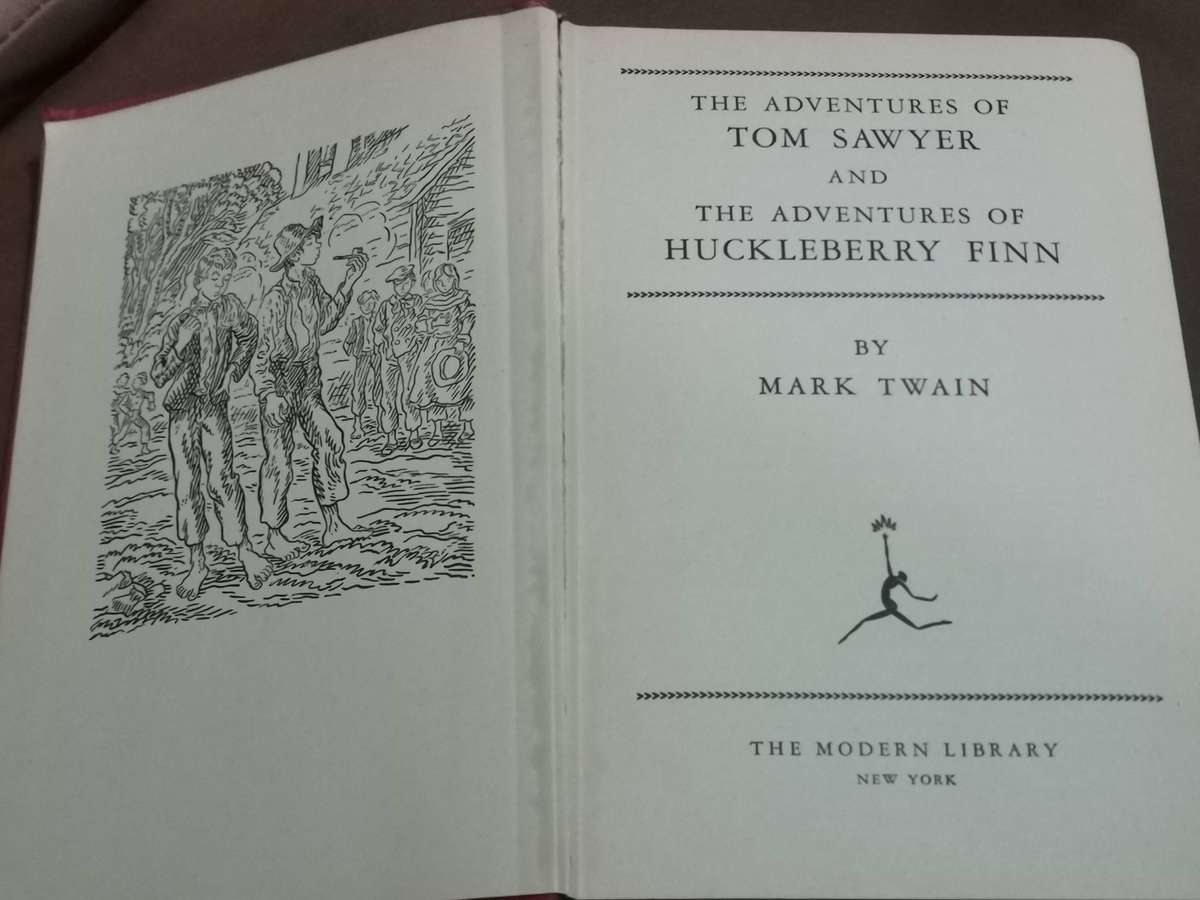 THE ADVENTURES OF
TOM SAWYER
AND
THE ADVENTURES OF
HUCKLEBERRY FINN
BY
MARK TWAIN
THE MODERN LIBRARY
NEW YORK